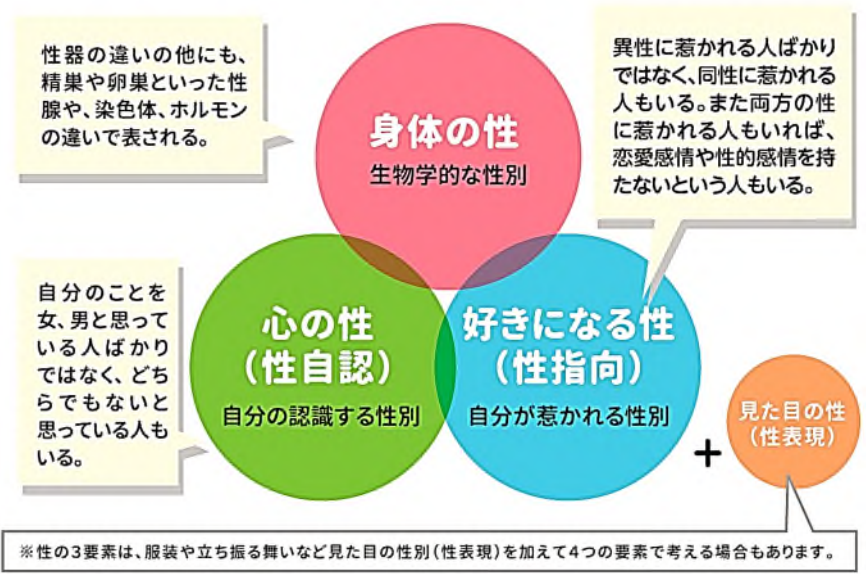 性器の違いの他にも、
精巣や卵巣といった性
腺や、染色体、ホルモン
の違いで表される。
身体の性
生物学的な性別
異性に惹かれる人ばかり
ではなく、同性に惹かれる
人もいる。また両方の性
に惹かれる人もいれば、
恋愛感情や性的感情を持
たないという人もいる。
自分のことを
女、男と思って
いる人ばかり
ではなく、どち
らでもないと
思っている人も
いる。
心の性
(性自認)
自分の認識する性別
好きになる性
(性指向)
自分が惹かれる性別
+
見た目の性
(性表現)
※性の3要素は、服装や立ち振る舞いなど見た目の性別(性表現)を加えて4つの要素で考える場合もあります。